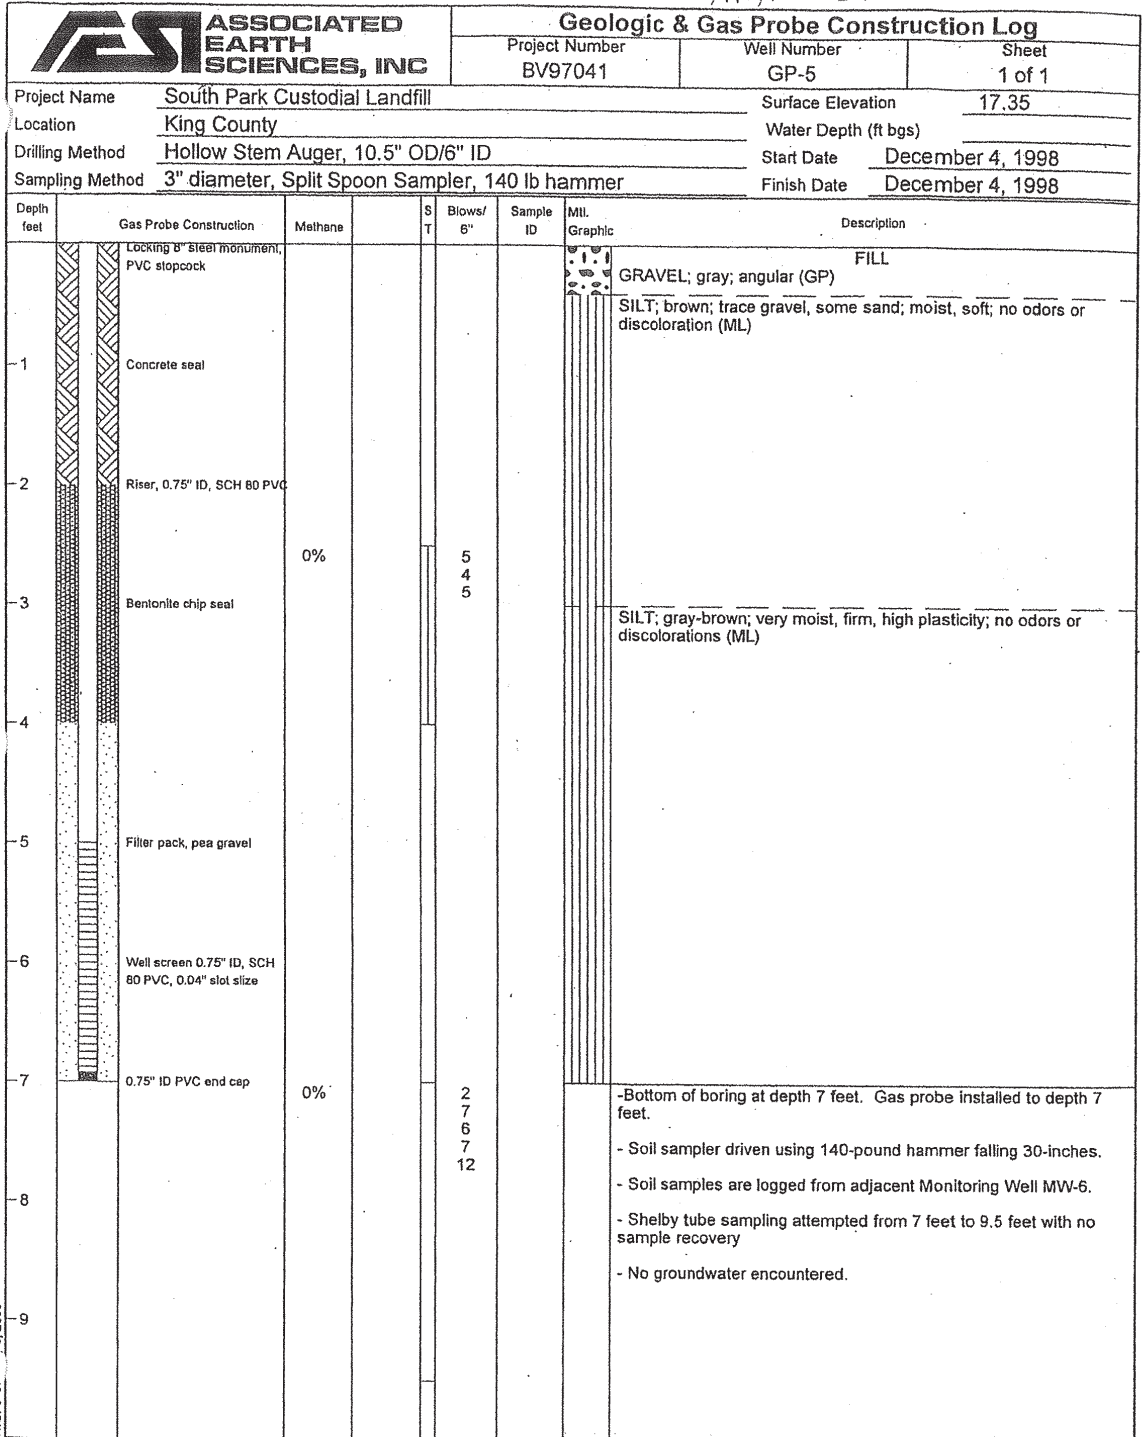 ASSOCIATED
EARTH
SCIENCES, INC
Geologic & Gas Probe Construction Log
Project Number Well Number Sheet
BV97041 GP-5 1 of 1
Project Name South Park Custodial Landfill Surface Elevation 17.35
Location King County Water Depth (ft bgs)
Drilling Method Hollow Stem Auger, 10.5" OD/6" ID Start Date December 4, 1998
Sampling Method 3" diameter, Split Spoon Sampler, 140 lb hammer Finish Date December 4, 1998
Depth feet Gas Probe Construction Methane S T Blows/ 6" Sample ID Mtl. Graphic Description
Locking 8" steel monument,
PVC stopcock
FILL
GRAVEL; gray; angular (GP)
SILT; brown; trace gravel, some sand; moist, soft; no odors or
discoloration (ML)
1 Concrete seal
2 Riser, 0.75" ID, SCH 80 PVC
0% 5
4
5
3 Bentonite chip seal
SILT; gray-brown; very moist, firm, high plasticity; no odors or
discolorations (ML)
4
5 Filter pack, pea gravel
6 Well screen 0.75" ID, SCH
80 PVC, 0.04" slot slize
7 0.75" ID PVC end cap
0% 2
7
6
7
12
-Bottom of boring at depth 7 feet. Gas probe installed to depth 7
feet.
- Soil sampler driven using 140-pound hammer falling 30-inches.
- Soil samples are logged from adjacent Monitoring Well MW-6.
8
- Shelby tube sampling attempted from 7 feet to 9.5 feet with no
sample recovery
- No groundwater encountered.
9